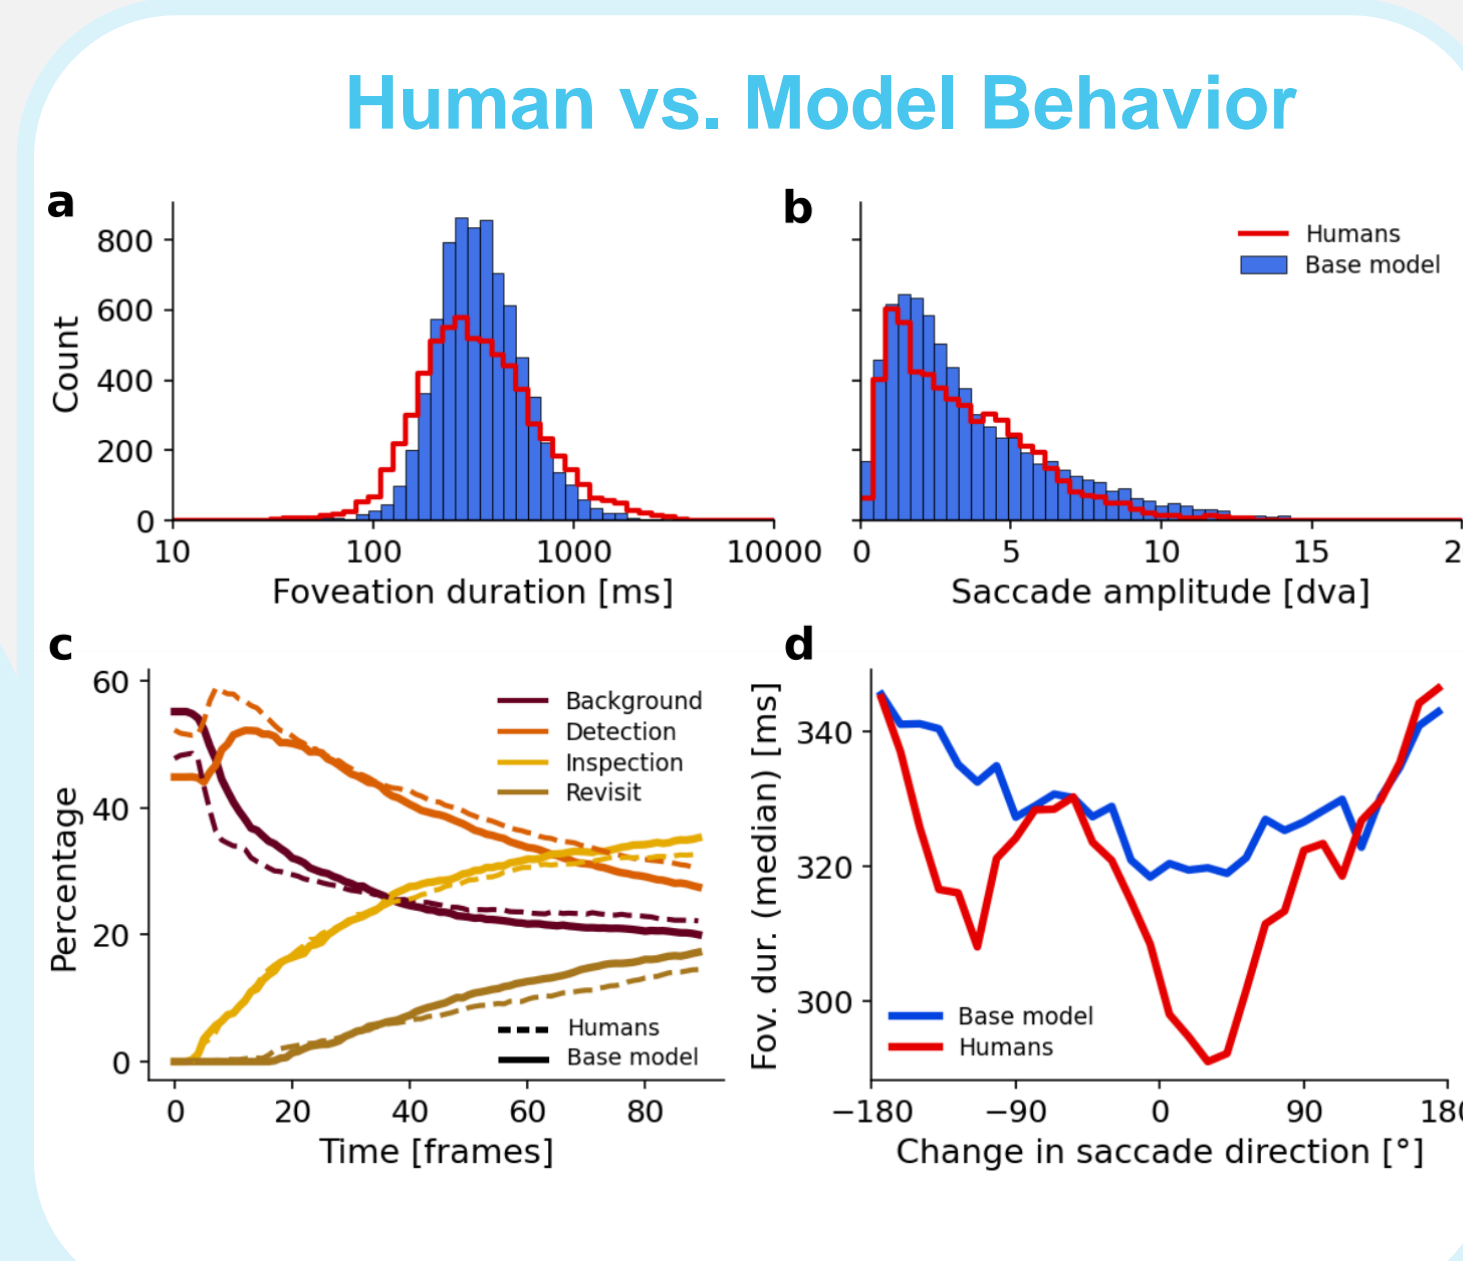 Human vs. Model Behavior
a
800
600
400
200
0
Count
10
100
1000
10000
Foveation duration [ms]
b
Humans
Base model
0
5
10
15
2
Saccade amplitude [dva]
c
60
40
20
0
Percentage
Background
Detection
Inspection
Revisit
Humans
Base model
0
20
40
60
80
Time [frames]
d
340
320
300
Fov. dur. (median) [ms]
Base model
Humans
−180
−90
0
90
180
Change in saccade direction [°]